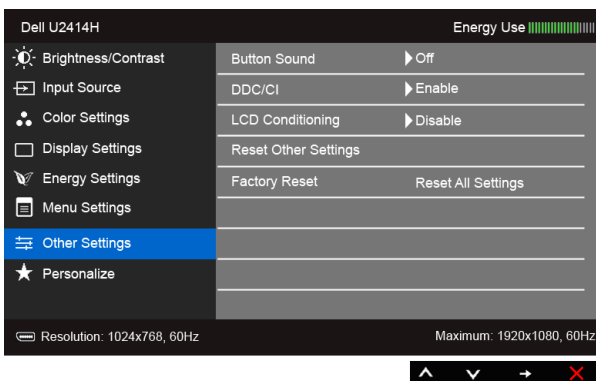 Dell U2414H Energy Use
Brightness/Contrast Button Sound Off
Input Source DDC/CI Enable
Color Settings LCD Conditioning Disable
Display Settings Reset Other Settings
Energy Settings Factory Reset Reset All Settings
Menu Settings
Other Settings
Personalize
Resolution: 1024x768, 60Hz Maximum: 1920x1080, 60Hz